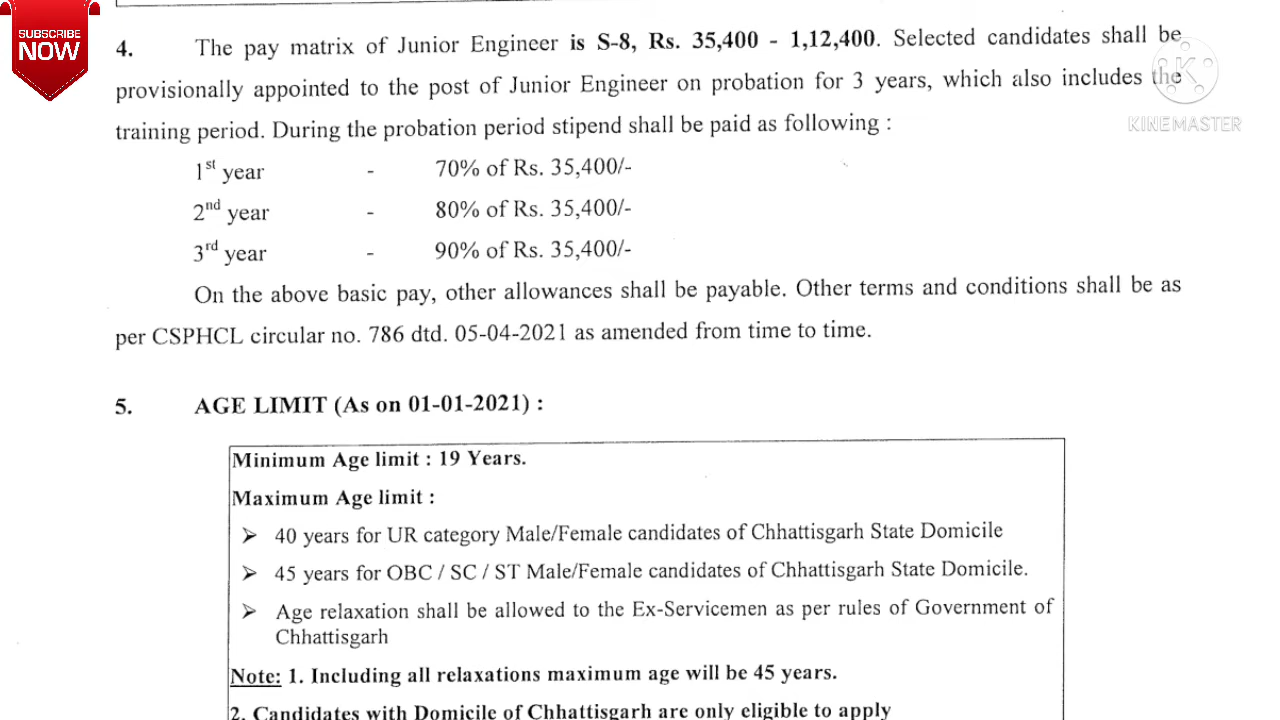 SUBSCRIBE
NOW
4. The pay matrix of Junior Engineer is S-8, Rs. 35,400 - 1,12,400. Selected candidates shall be
provisionally appointed to the post of Junior Engineer on probation for 3 years, which also includes the
training period. During the probation period stipend shall be paid as following :
KINEMASTER
1st year - 70% of Rs. 35,400/-
2nd year - 80% of Rs. 35,400/-
3rd year - 90% of Rs. 35,400/-
On the above basic pay, other allowances shall be payable. Other terms and conditions shall be as
per CSPHCL circular no. 786 dtd. 05-04-2021 as amended from time to time.
5. AGE LIMIT (As on 01-01-2021) :
Minimum Age limit : 19 Years.
Maximum Age limit :
➢ 40 years for UR category Male/Female candidates of Chhattisgarh State Domicile
➢ 45 years for OBC / SC / ST Male/Female candidates of Chhattisgarh State Domicile.
➢ Age relaxation shall be allowed to the Ex-Servicemen as per rules of Government of
Chhattisgarh
Note: 1. Including all relaxations maximum age will be 45 years.
2. Candidates with Domicile of Chhattisgarh are only eligible to apply